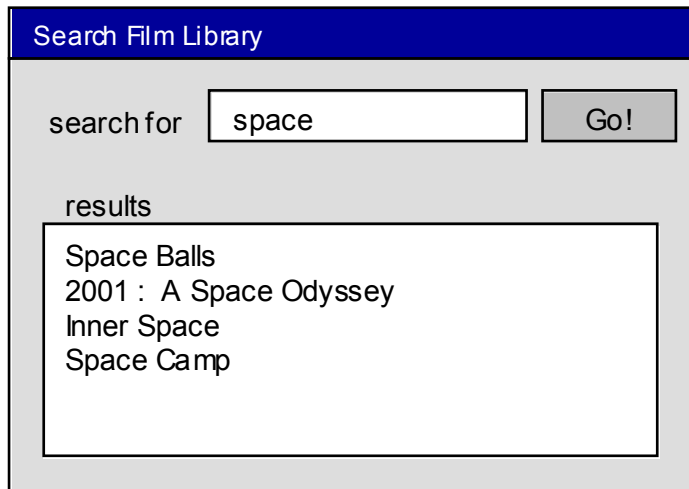 Search Film Library
search for space Go!
results
Space Balls
2001 : A Space Odyssey
Inner Space
Space Camp